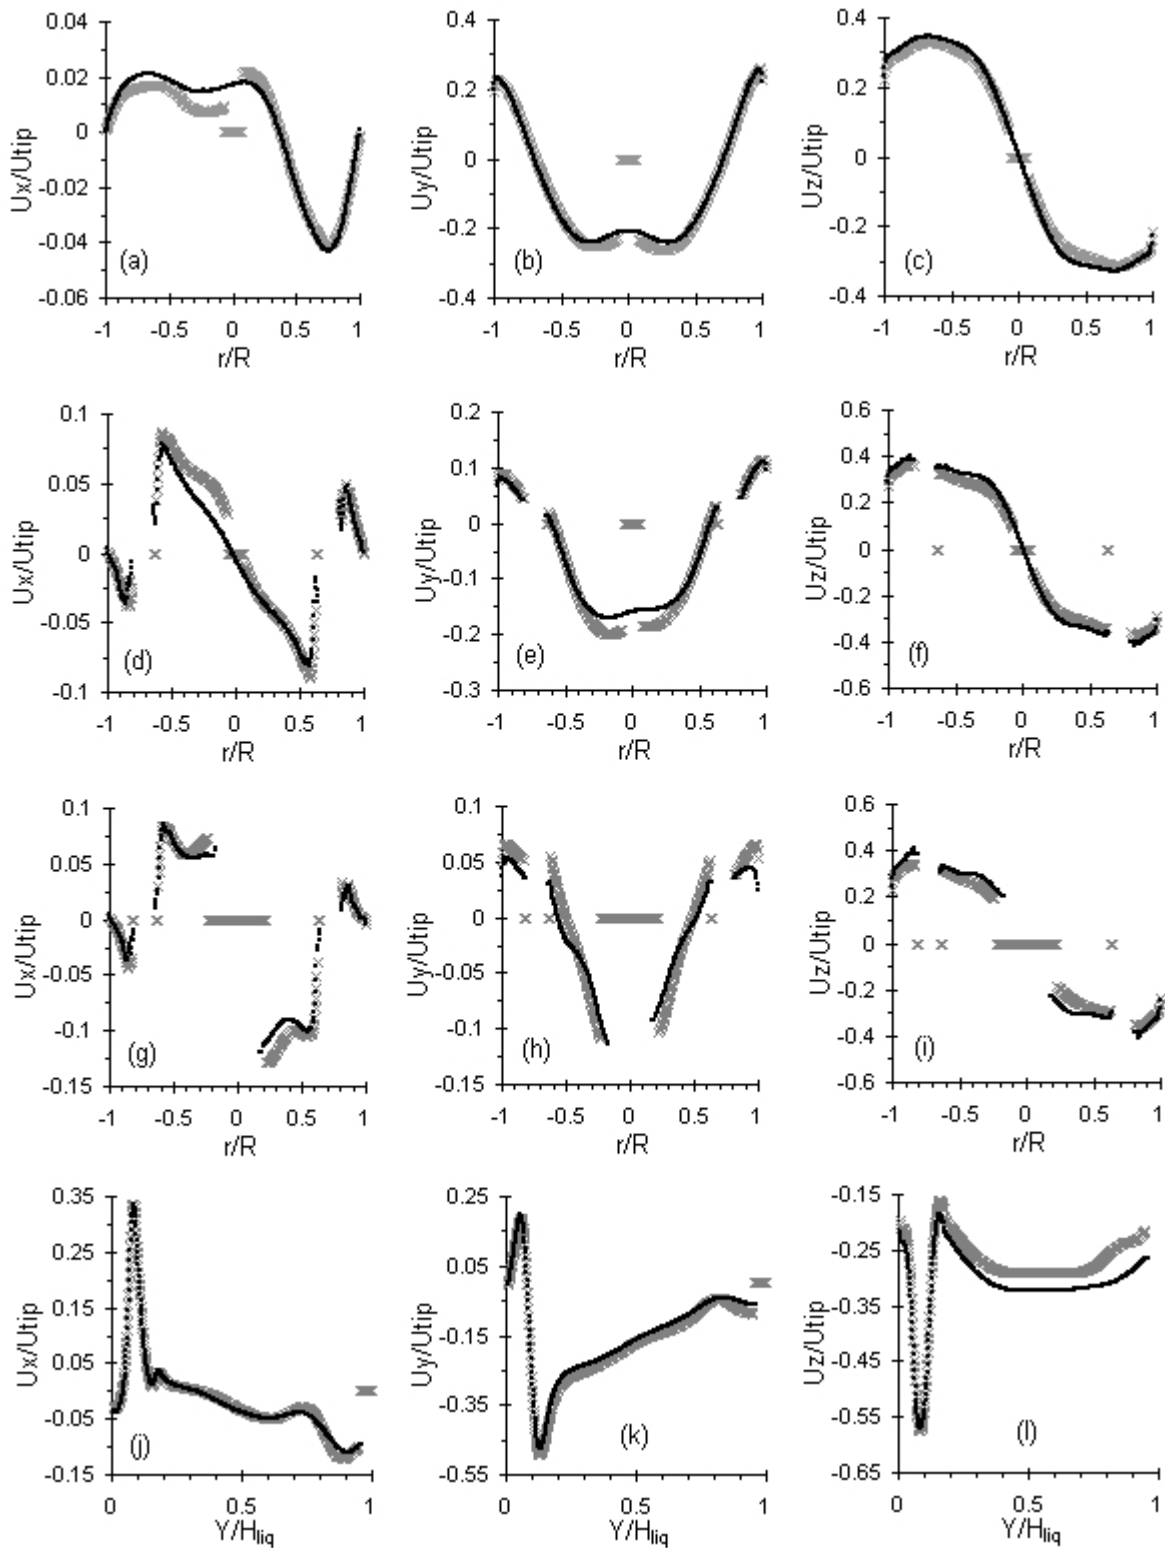 0.04
0.02
0
-0.02
-0.04
-0.06
Ux/Utip
(a)
-1 -0.5 0 0.5 1
r/R
0.4
0.2
0
-0.2
-0.4
Uy/Utip
(b)
-1 -0.5 0 0.5 1
r/R
0.4
0.2
0
-0.2
-0.4
Uz/Utip
(c)
-1 -0.5 0 0.5 1
r/R
0.1
0.05
0
-0.05
-0.1
Ux/Utip
(d)
-1 -0.5 0 0.5 1
r/R
0.2
0.1
0
-0.1
-0.2
-0.3
Uy/Utip
(e)
-1 -0.5 0 0.5 1
r/R
0.6
0.4
0.2
0
-0.2
-0.4
-0.6
Uz/Utip
(f)
-1 -0.5 0 0.5 1
r/R
0.1
0.05
0
-0.05
-0.1
-0.15
Ux/Utip
(g)
-1 -0.5 0 0.5 1
r/R
0.1
0.05
0
-0.05
-0.1
-0.15
Uy/Utip
(h)
-1 -0.5 0 0.5 1
r/R
0.6
0.4
0.2
0
-0.2
-0.4
-0.6
Uz/Utip
(i)
-1 -0.5 0 0.5 1
r/R
0.35
0.25
0.15
0.05
-0.05
-0.15
Ux/Utip
(j)
0 0.5 1
Y/Hliq
0.25
0.05
-0.15
-0.35
-0.55
Uy/Utip
(k)
0 0.5 1
Y/Hliq
-0.15
-0.25
-0.35
-0.45
-0.55
-0.65
Uz/Utip
(l)
0 0.5 1
Y/Hliq